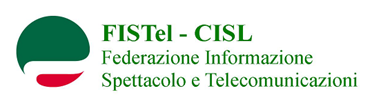 FISTel - CISL
Federazione Informazione
Spettacolo e Telecomunicazioni